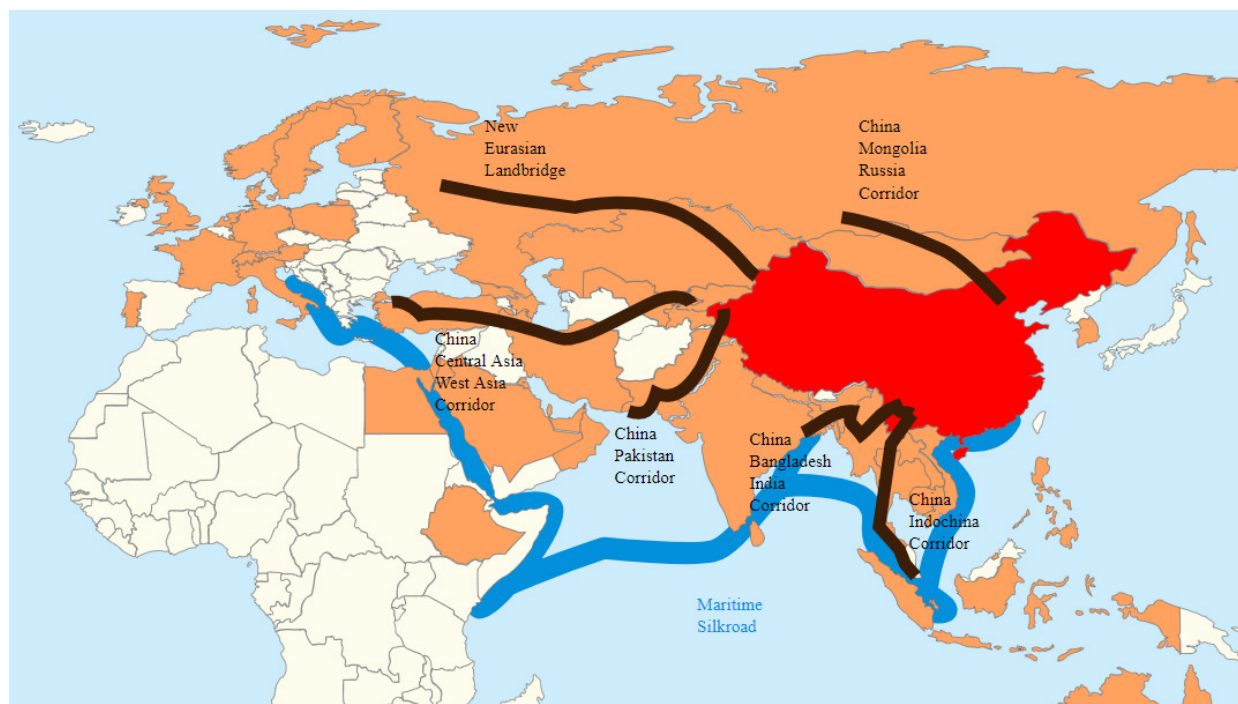 New
Eurasian
Landbridge
China
Mongolia
Russia
Corridor
China
Central Asia
West Asia
Corridor
China
Pakistan
Corridor
China
Bangladesh
India
Corridor
China
Indochina
Corridor
Maritime
Silkroad